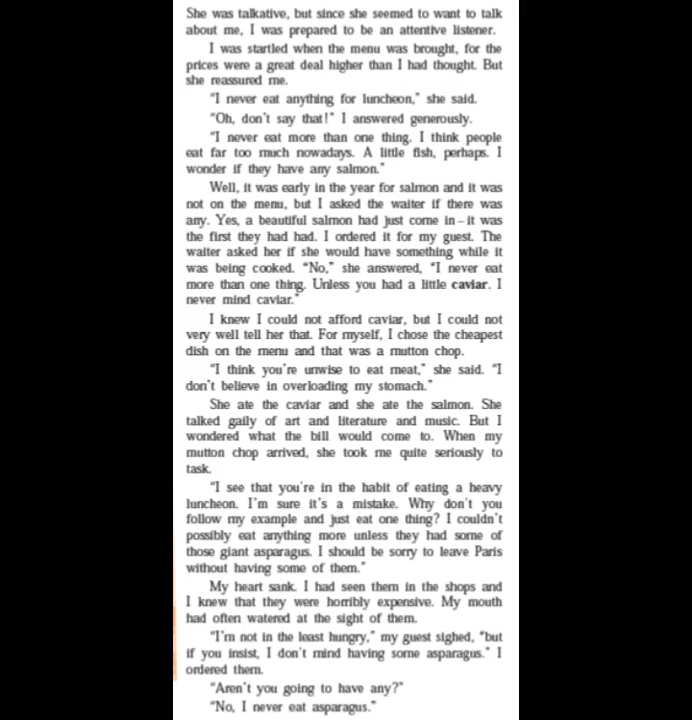 She was talkative, but since she seemed to want to talk
about me, I was prepared to be an attentive listener.
I was startled when the menu was brought, for the
prices were a great deal higher than I had thought. But
she reassured me.
"I never eat anything for luncheon," she said.
"Oh, don't say that!" I answered generously.
"I never eat more than one thing. I think people
eat far too much nowadays. A little fish, perhaps. I
wonder if they have any salmon."
Well, it was early in the year for salmon and it was
not on the menu, but I asked the waiter if there was
any. Yes, a beautiful salmon had just come in – it was
the first they had had. I ordered it for my guest. The
waiter asked her if she would have something while it
was being cooked. "No," she answered, "I never eat
more than one thing. Unless you had a little caviar. I
never mind caviar."
I knew I could not afford caviar, but I could not
very well tell her that. For myself, I chose the cheapest
dish on the menu and that was a mutton chop.
"I think you're unwise to eat meat," she said. "I
don't believe in overloading my stomach."
She ate the caviar and she ate the salmon. She
talked gaily of art and literature and music. But I
wondered what the bill would come to. When my
mutton chop arrived, she took me quite seriously to
task.
"I see that you're in the habit of eating a heavy
luncheon. I'm sure it's a mistake. Why don't you
follow my example and just eat one thing? I couldn't
possibly eat anything more unless they had some of
those giant asparagus. I should be sorry to leave Paris
without having some of them."
My heart sank. I had seen them in the shops and
I knew that they were horribly expensive. My mouth
had often watered at the sight of them.
"I'm not in the least hungry," my guest sighed, "but
if you insist, I don't mind having some asparagus." I
ordered them.
"Aren't you going to have any?"
"No, I never eat asparagus."